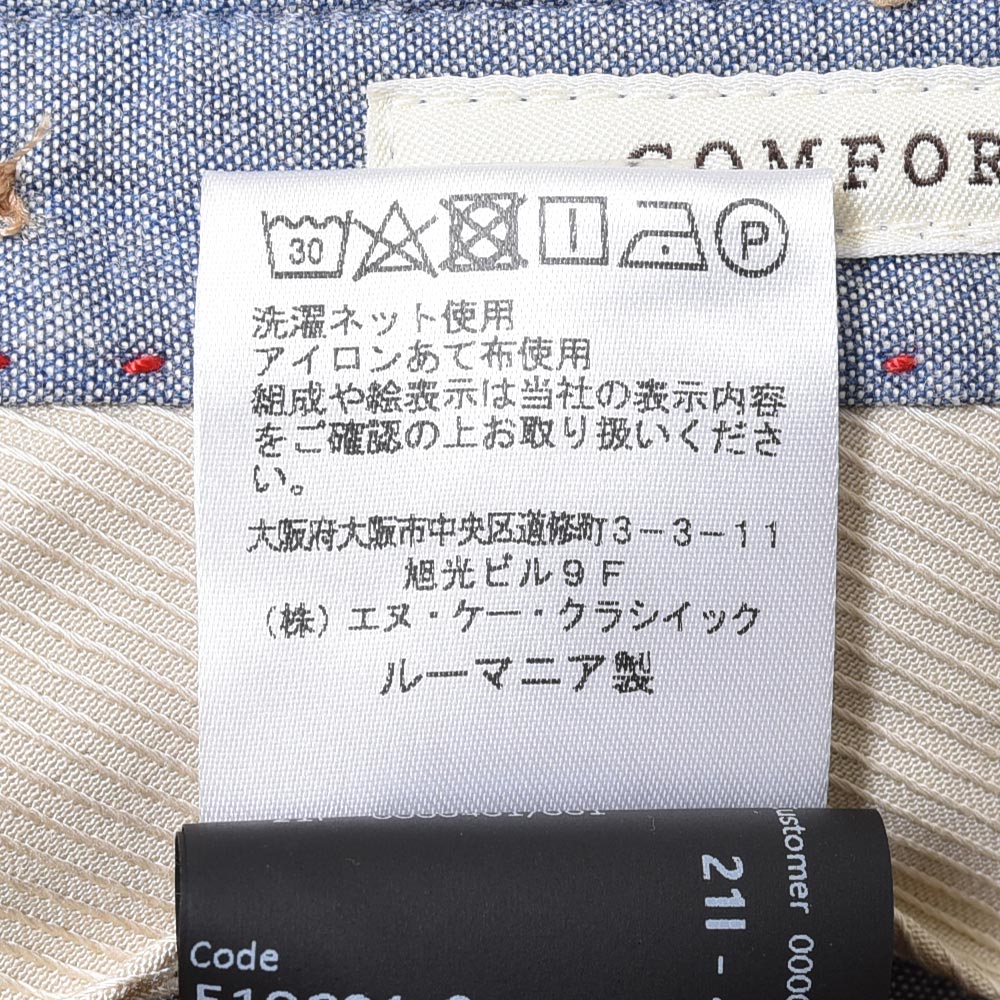 COMFOR
30
P
洗濯ネット使用
アイロンあて布使用
組成や絵表示は当社の表示内容
をご確認の上お取り扱いくださ
い。
大阪府大阪市中央区道修町3-3-11
旭光ビル9F
(株)エヌ・ケー・クラシイック
ルーマニア製
ustomer 0000
21I -
Code